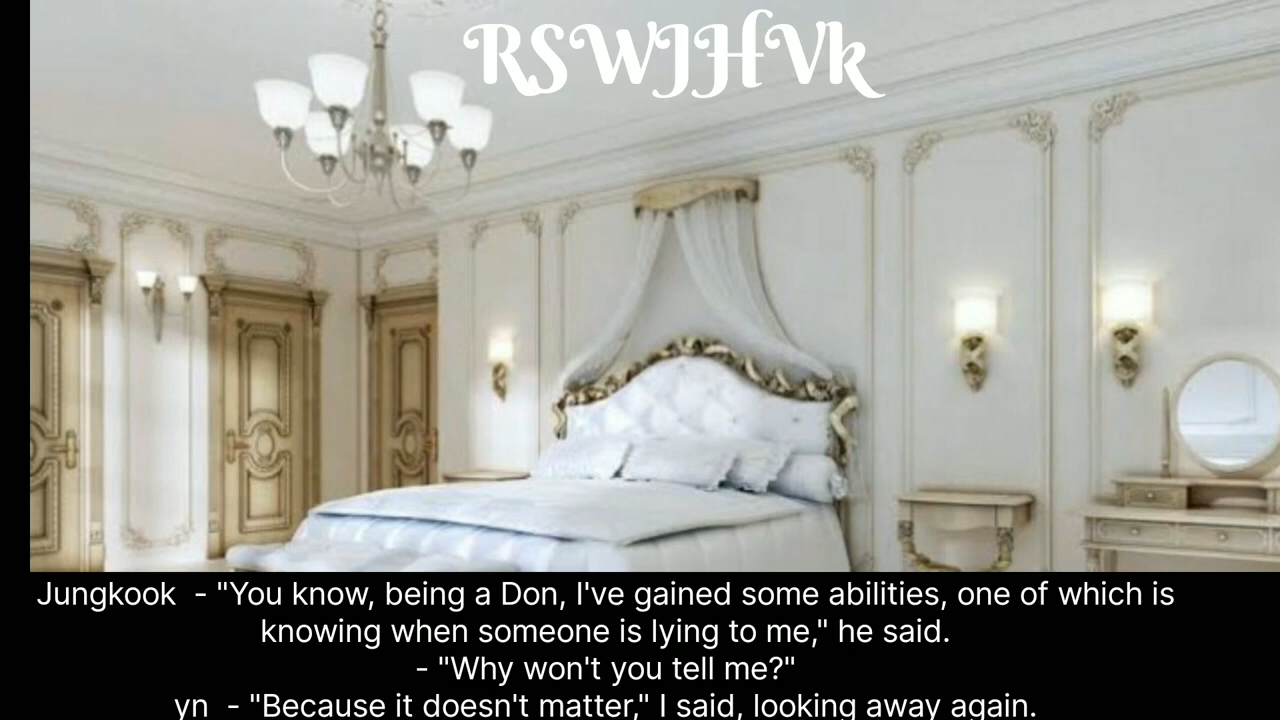 RSWJJHVk
Jungkook - "You know, being a Don, I've gained some abilities, one of which is
knowing when someone is lying to me," he said.
- "Why won't you tell me?"
yn - "Because it doesn't matter," I said, looking away again.